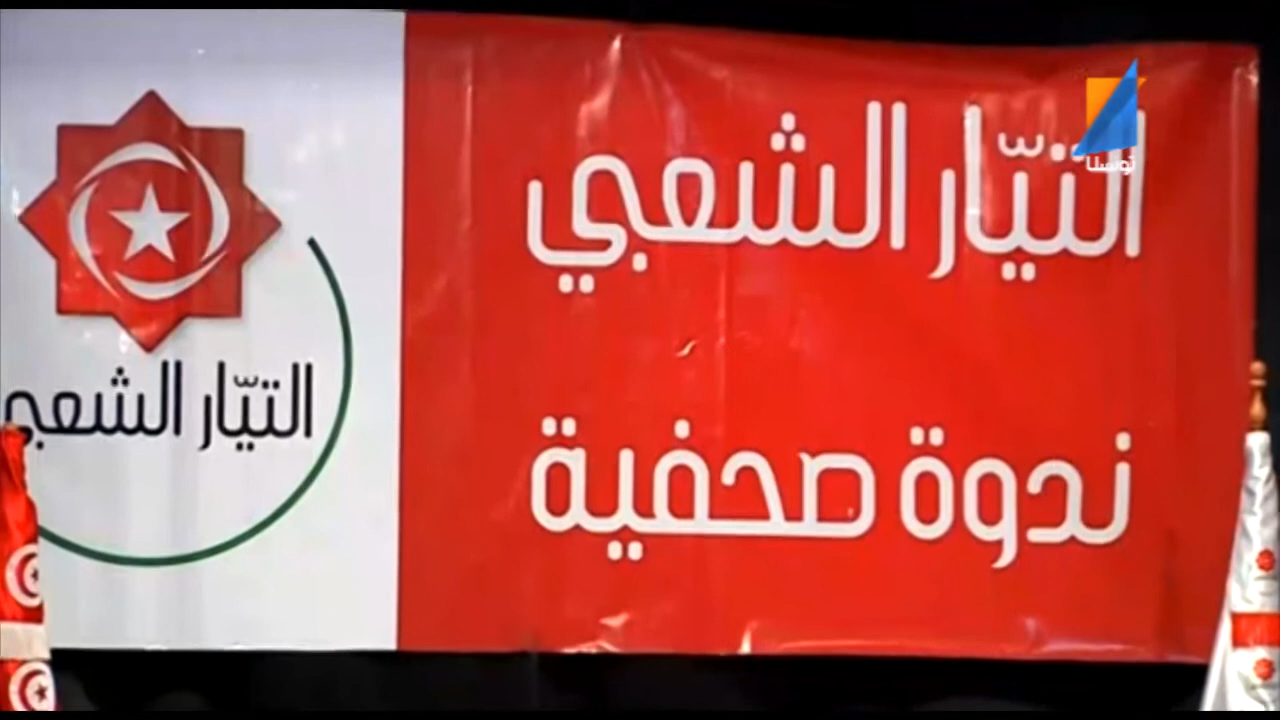 التيّار الشعبي
ندوة صحفية
التيّار الشعبي
تونسنا